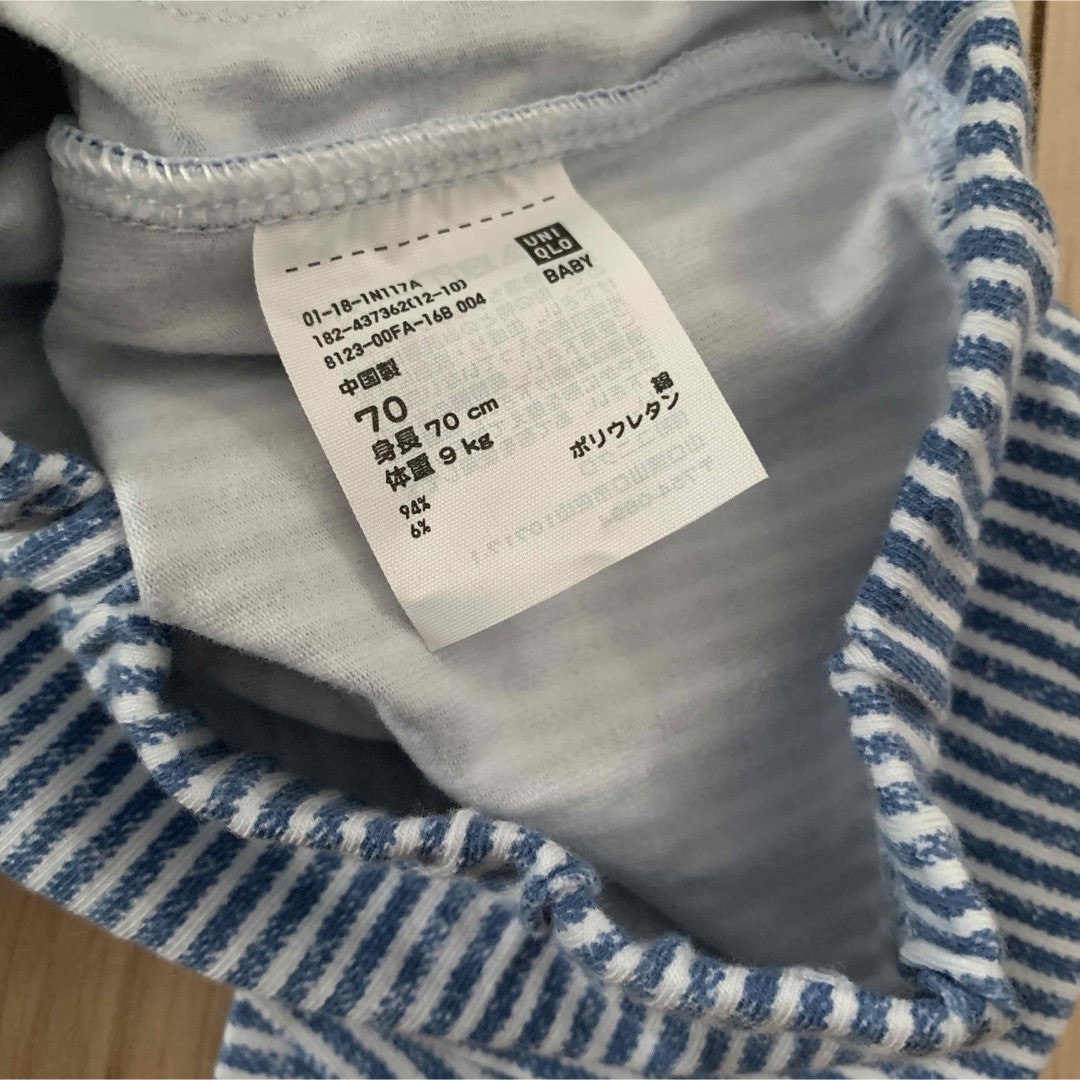 UNI
QLO
BABY
01-18-1N117A
182-437362(12-10)
8123-00FA-16B 004
中国製
70
身長 70 cm
体重 9 kg
綿 94%
ポリウレタン 6%